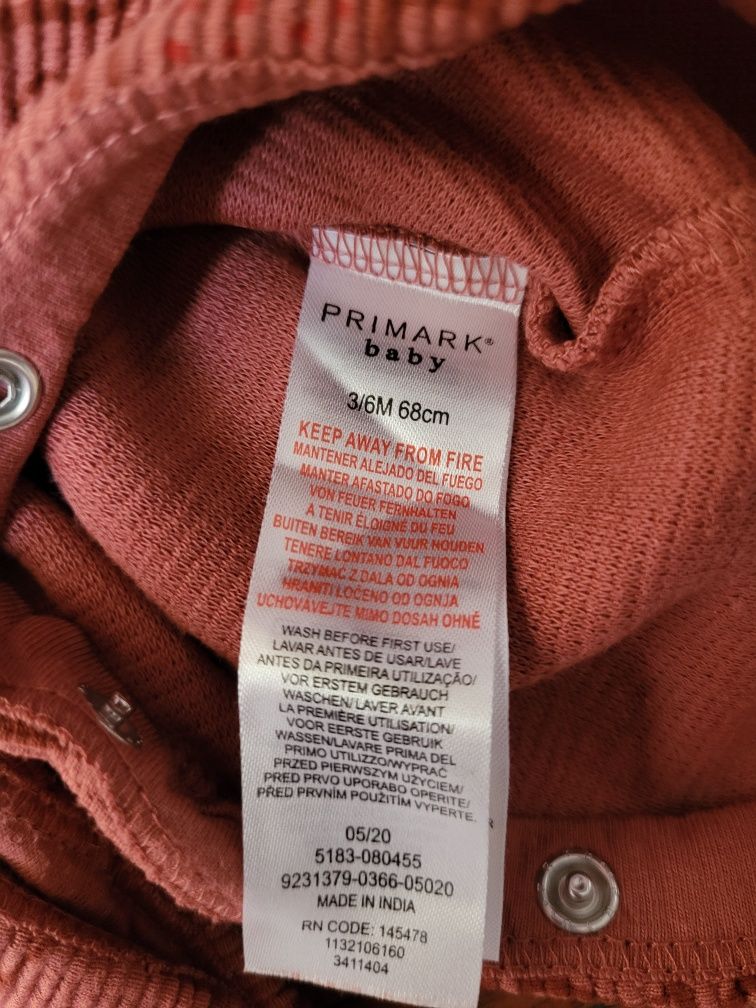 PRIMARK®
baby
3/6M 68cm
KEEP AWAY FROM FIRE
MANTENER ALEJADO DEL FUEGO
MANTER AFASTADO DO FOGO
VON FEUER FERNHALTEN
A TENIR ÉLOIGNÉ DU FEU
BUITEN BEREIK VAN VUUR HOUDEN
TENERE LONTANO DAL FUOCO
TRZYMAĆ Z DALA OD OGNIA
HRANITI LOČENO OD OGNJA
UCHOVÁVEJTE MIMO DOSAH OHNĚ
WASH BEFORE FIRST USE/
LAVAR ANTES DE USAR/LAVE
ANTES DA PRIMEIRA UTILIZAÇÃO/
VOR ERSTEM GEBRAUCH
WASCHEN/LAVER AVANT
LA PREMIÈRE UTILISATION/
VOOR EERSTE GEBRUIK
WASSEN/LAVARE PRIMA DEL
PRIMO UTILIZZO/WYPRAĆ
PRZED PIERWSZYM UŻYCIEM/
PRED PRVO UPORABO OPERITE/
PŘED PRVNÍM POUŽITÍM VYPERTE.
05/20
5183-080455
9231379-0366-05020
MADE IN INDIA
RN CODE: 145478
1132106160
3411404